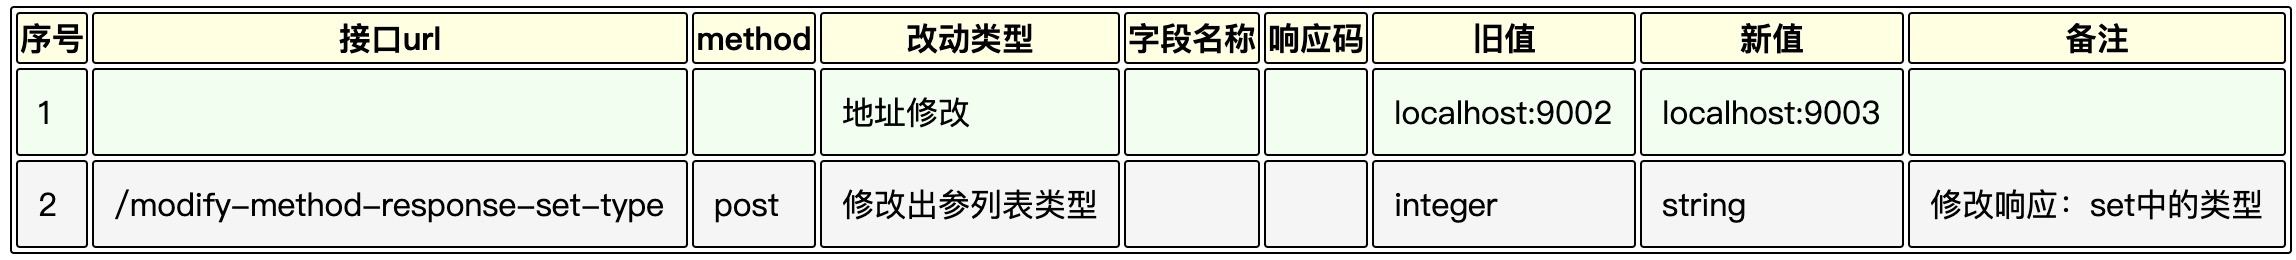 序号 接口url method 改动类型 字段名称 响应码 旧值 新值 备注
1 地址修改 localhost:9002 localhost:9003
2 /modify-method-response-set-type post 修改出参列表类型 integer string 修改响应：set中的类型